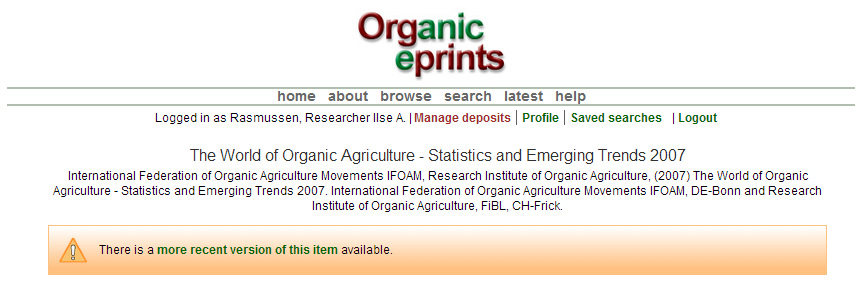 Organic
eprints
home about browse search latest help
Logged in as Rasmussen, Researcher Ilse A. | Manage deposits | Profile | Saved searches | Logout
The World of Organic Agriculture - Statistics and Emerging Trends 2007
International Federation of Organic Agriculture Movements IFOAM, Research Institute of Organic Agriculture, (2007) The World of Organic
Agriculture - Statistics and Emerging Trends 2007. International Federation of Organic Agriculture Movements IFOAM, DE-Bonn and Research
Institute of Organic Agriculture, FiBL, CH-Frick.
There is a more recent version of this item available.